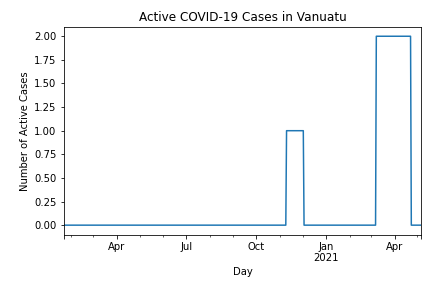 Active COVID-19 Cases in Vanuatu
Number of Active Cases
2.00
1.75
1.50
1.25
1.00
0.75
0.50
0.25
0.00
Apr Jul Oct Jan Apr
2021
Day